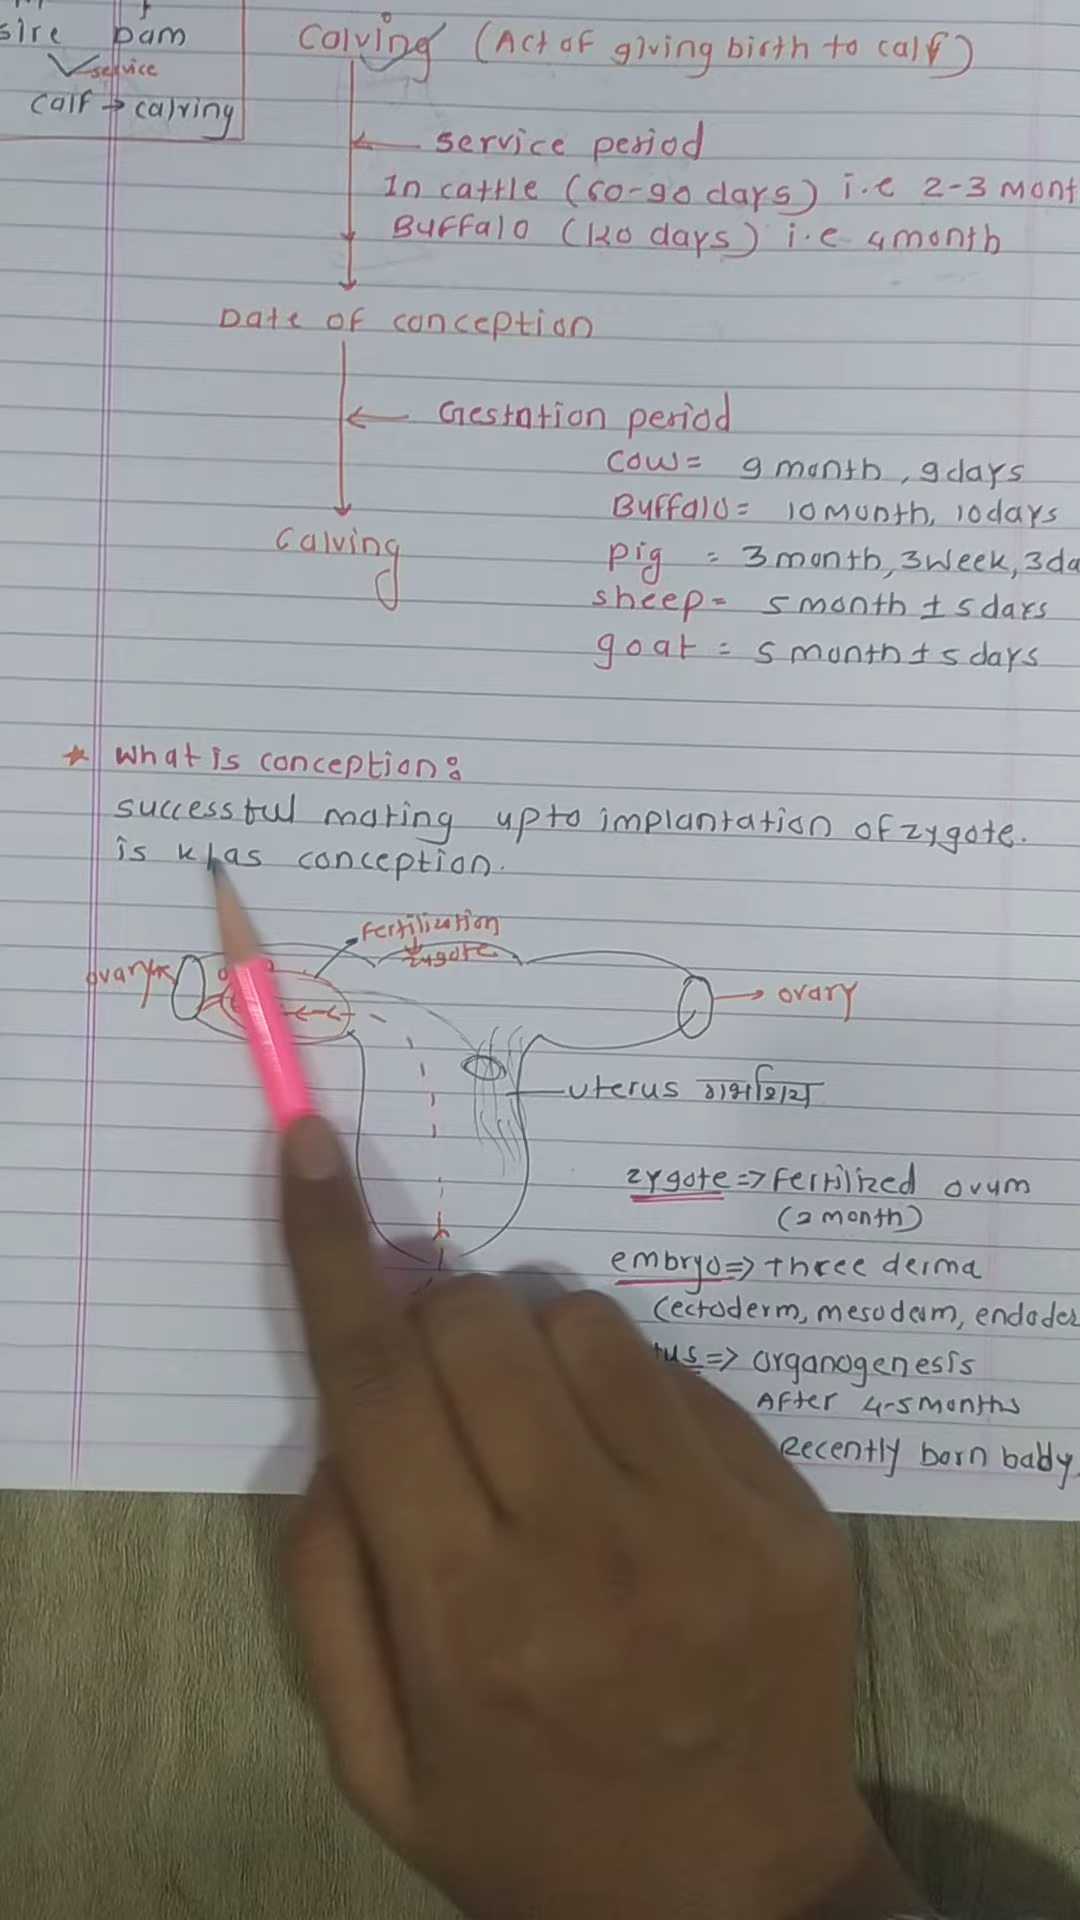 sire Dam
service
calf → calving
Calving (Act of giving birth to calf)
service period
In cattle (60-90 days) i.e 2-3 mont
Buffalo (120 days) i.e 4 month
Date of conception
Gestation period
cow = 9 month, 9 days
Buffalo = 10 month, 10 days
Calving
pig = 3 month, 3 week, 3 da
sheep = 5 month ± 5 days
goat = 5 month ± 5 days
* What is conception:
successful mating upto implantation of zygote.
is k/as conception.
Fertilization
zygote
ovary
ovary
uterus गर्भाशय
zygote => Fertilized ovum
(2 month)
embryo => three derma
(ectoderm, mesoderm, endoder
tus => organogenesis
After 4-5 months
Recently born baby.